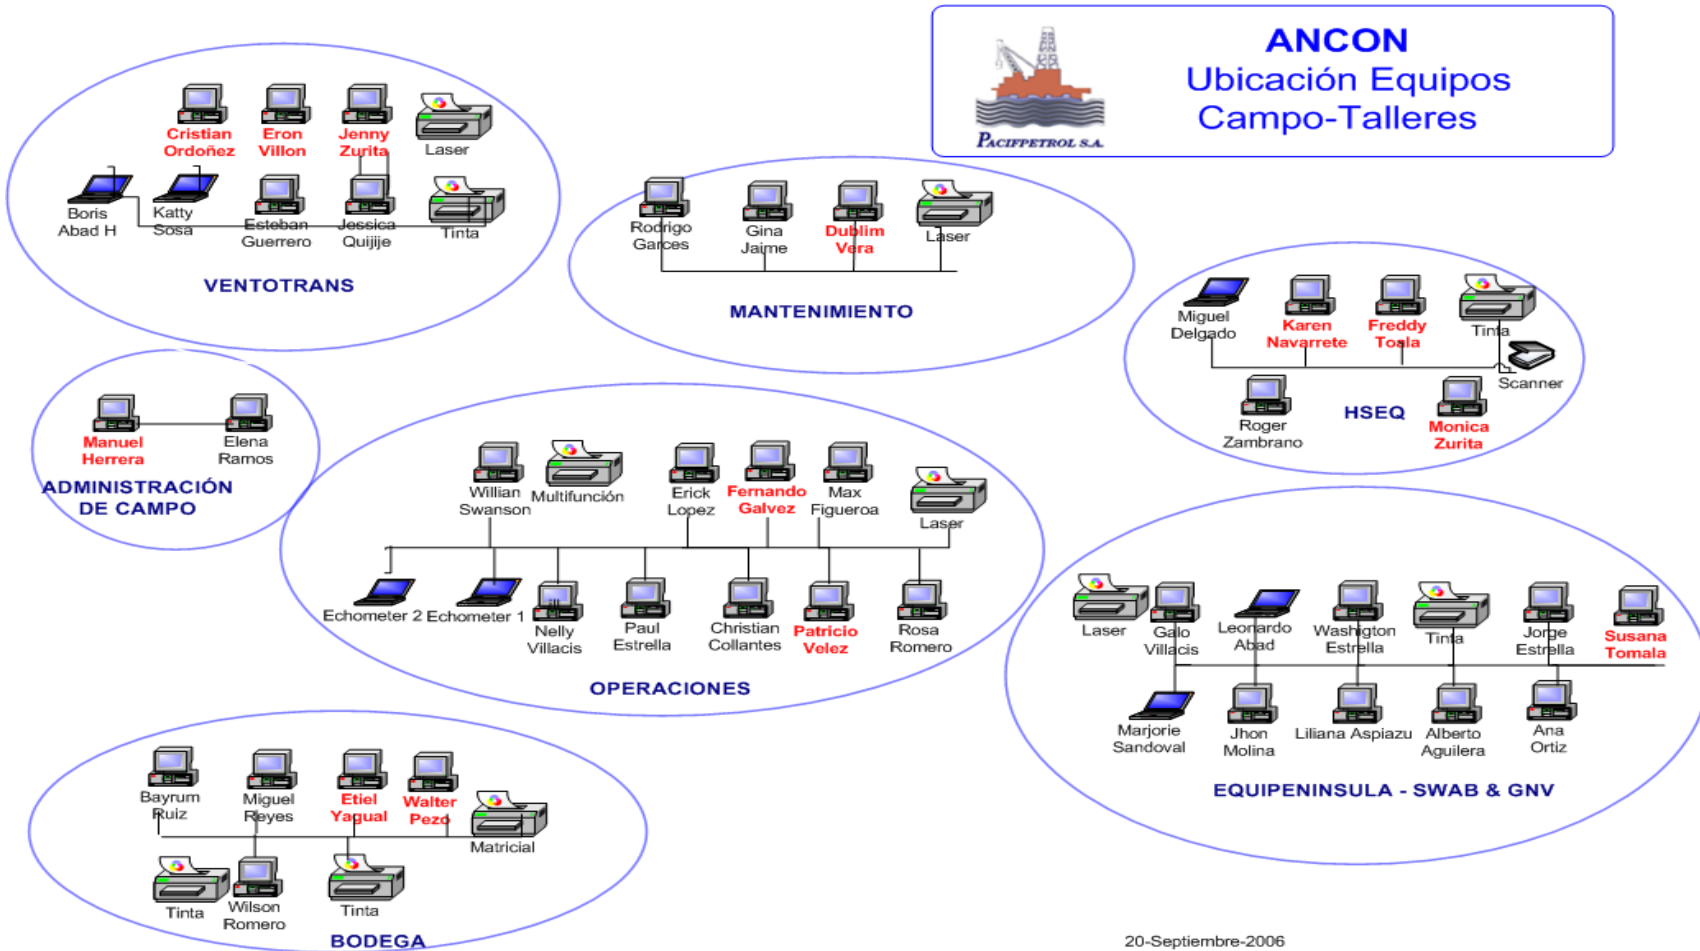 ANCON
Ubicación Equipos
Campo-Talleres
PACIFPETROL S.A.
Cristian
Ordoñez
Eron
Villon
Jenny
Zurita
Laser
Boris
Abad H
Katty
Sosa
Esteban
Guerrero
Jessica
Quijije
Tinta
VENTOTRANS
Rodrigo
Garces
Gina
Jaime
Dublim
Vera
Laser
MANTENIMIENTO
Miguel
Delgado
Karen
Navarrete
Freddy
Toala
Tinta
Scanner
Roger
Zambrano
HSEQ
Monica
Zurita
Manuel
Herrera
Elena
Ramos
ADMINISTRACIÓN
DE CAMPO
Willian
Swanson
Multifunción
Erick
Lopez
Fernando
Galvez
Max
Figueroa
Laser
Echometer 2
Echometer 1
Nelly
Villacis
Paul
Estrella
Christian
Collantes
Patricio
Velez
Rosa
Romero
OPERACIONES
Laser
Galo
Villacis
Leonardo
Abad
Washigton
Estrella
Tinta
Jorge
Estrella
Susana
Tomala
Marjorie
Sandoval
Jhon
Molina
Liliana Aspiazu
Alberto
Aguilera
Ana
Ortiz
EQUIPENINSULA - SWAB & GNV
Bayrum
Ruiz
Miguel
Reyes
Etiel
Yagual
Walter
Pezo
Matricial
Tinta
Wilson
Romero
Tinta
BODEGA
20-Septiembre-2006